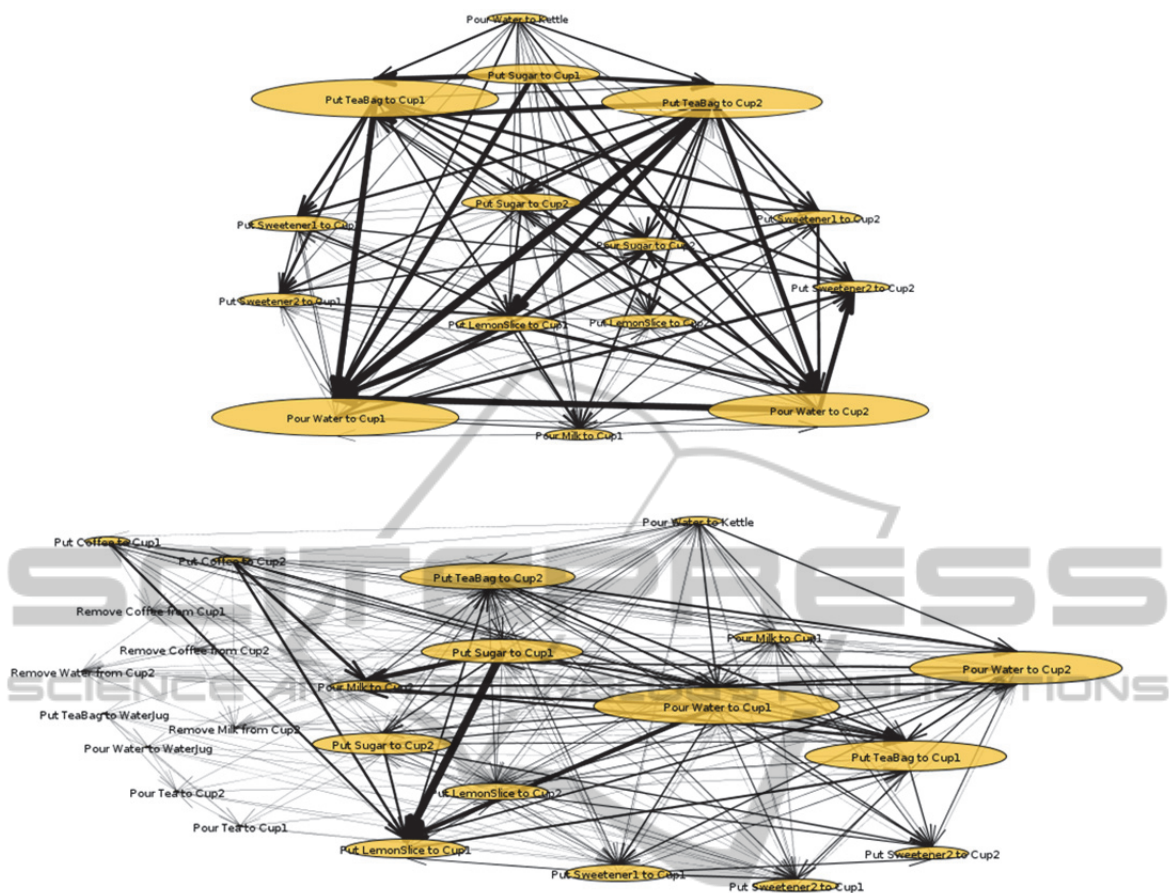 Pour Water to Kettle
Put Sugar to Cup1
Put TeaBag to Cup1
Put TeaBag to Cup2
Put Sugar to Cup2
Put Sweetener1 to Cup
Put Sweetener1 to Cup2
Pour Sugar to Cup2
Put Sweetener2 to Cup2
Put Sweetener2 to Cup1
Put LemonSlice to Cup1
Put LemonSlice to Cup2
Pour Water to Cup1
Pour Water to Cup2
Pour Milk to Cup1
Pour Water to Kettle
Put Coffee to Cup1
Put Coffee to Cup2
Put TeaBag to Cup2
SCITEPRESS
Remove Coffee from Cup1
Pour Milk to Cup1
Remove Coffee from Cup2
Put Sugar to Cup1
Pour Water to Cup2
Remove Water from Cup2
Pour Milk to Cup2
SCIENCE AND TECHNOLOGY PUBLICATIONS
Pour Water to Cup1
Put TeaBag to WaterJug
Remove Milk from Cup2
Put Sugar to Cup2
Pour Water to WaterJug
Put TeaBag to Cup1
Pour Tea to Cup2
Put LemonSlice to Cup2
Pour Tea to Cup1
Put LemonSlice to Cup1
Put Sweetener2 to Cup2
Put Sweetener1 to Cup1
Put Sweetener2 to Cup1